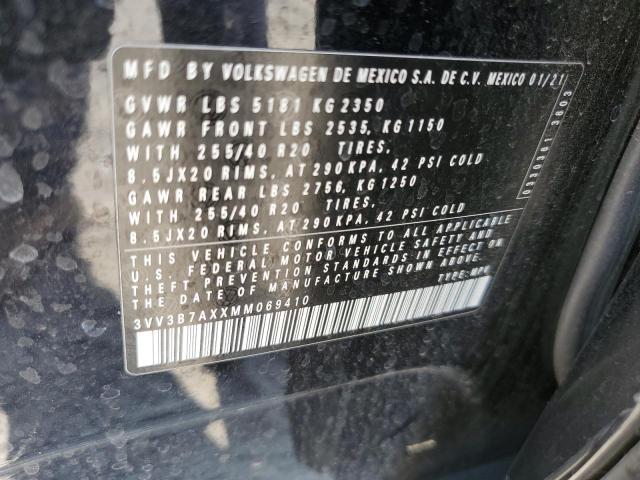 MFD BY VOLKSWAGEN DE MEXICO S.A. DE C.V. MEXICO 01/21
GVWR LBS 5181 KG 2350
GAWR FRONT LBS 2535, KG 1150
WITH 255/40 R20 TIRES,
8.5JX20 RIMS, AT 290 KPA, 42 PSI COLD
GAWR REAR LBS 2756, KG 1250
WITH 255/40 R20 TIRES,
8.5JX20 RIMS, AT 290 KPA, 42 PSI COLD
THIS VEHICLE CONFORMS TO ALL APPLICABLE
U.S. FEDERAL MOTOR VEHICLE SAFETY AND
THEFT PREVENTION STANDARDS IN EFFECT ON
THE DATE OF MANUFACTURE SHOWN ABOVE.
TYPE: MPV
3VV3B7AXXMM069410
0330361 3803